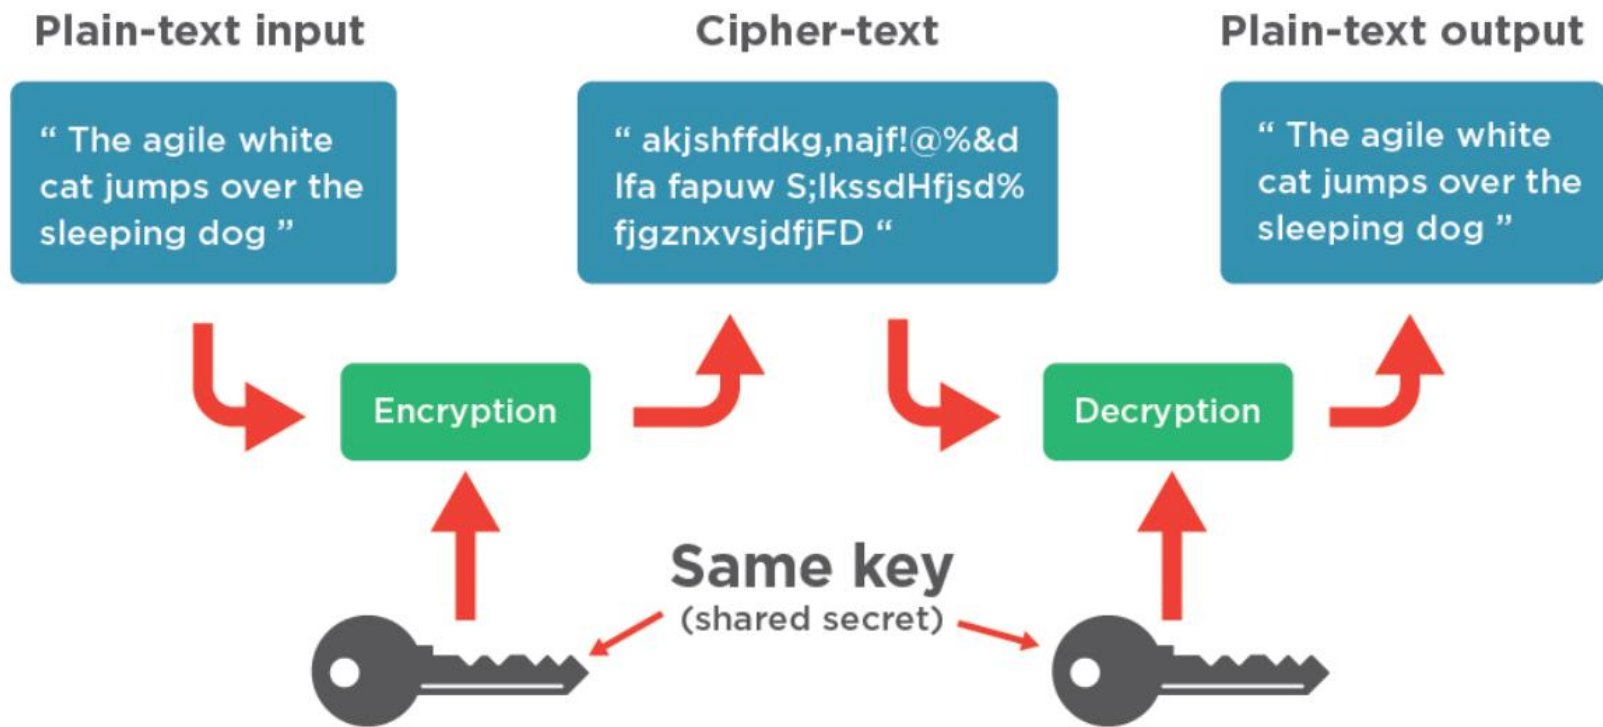 Plain-text input
Cipher-text
Plain-text output
“ The agile white
cat jumps over the
sleeping dog ”
“ akjshffdkg,najf!@%&d
lfa fapuw S;lkssdHfjsd%
fjgznxvsjdfjFD “
“ The agile white
cat jumps over the
sleeping dog ”
Encryption
Decryption
Same key
(shared secret)